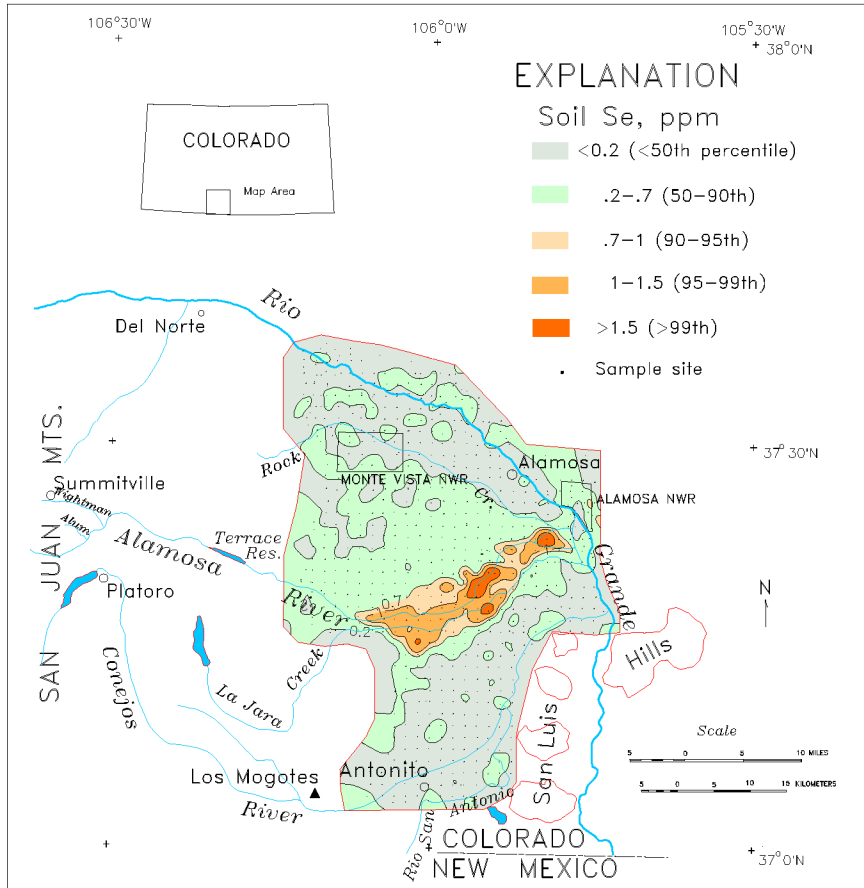 106°30'W
106°0'W
105°30'W
38°0'N
EXPLANATION
Soil Se, ppm
<0.2 (<50th percentile)
.2-.7 (50-90th)
.7-1 (90-95th)
1-1.5 (95-99th)
>1.5 (>99th)
. Sample site
COLORADO
Map Area
Rio
Grande
Del Norte
SAN JUAN MTS.
37°30'N
Rock
Cr.
MONTE VISTA NWR
Alamosa
ALAMOSA NWR
Summitville
Wightman
Alum
Alamosa
River
Terrace
Res.
Platoro
0.7
0.2
N
Hills
San Luis
Conejos
River
La Jara
Creek
Los Mogotes
Antonito
Rio San
Antonio
Scale
5 0 5 10 MILES
5 0 5 10 15 KILOMETERS
COLORADO
NEW MEXICO
37°0'N